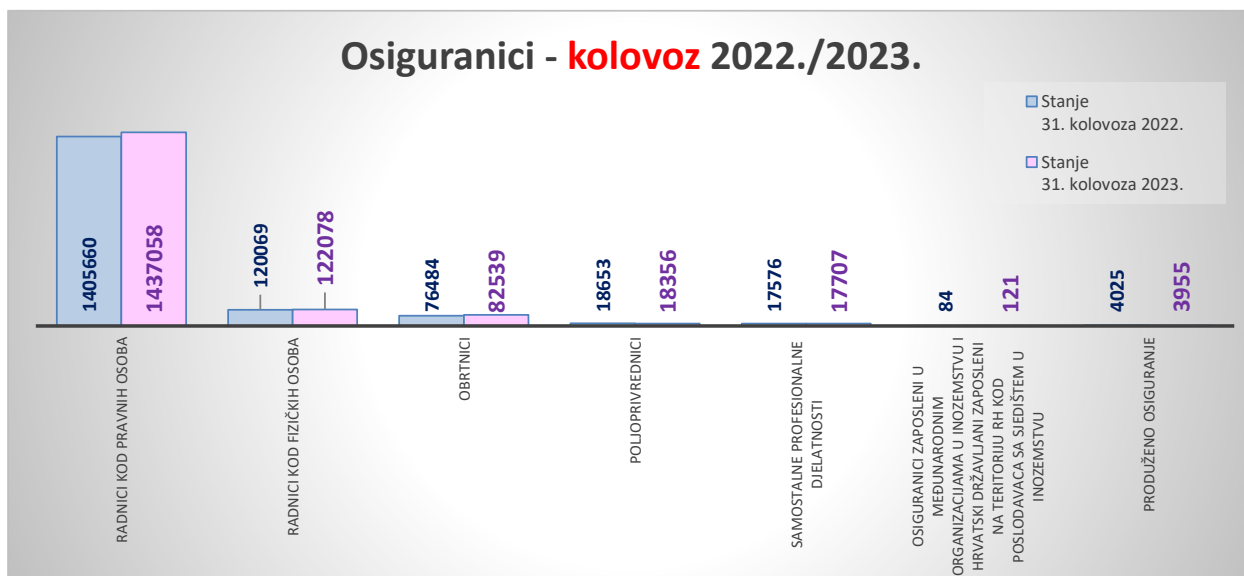 Osiguranici - kolovoz 2022./2023.
Stanje
31. kolovoza 2022.
Stanje
31. kolovoza 2023.
1405660
1437058
120069
122078
76484
82539
18653
18356
17576
17707
84
121
4025
3955
RADNICI KOD PRAVNIH OSOBA
RADNICI KOD FIZIČKIH OSOBA
OBRTNICI
POLJOPRIVREDNICI
SAMOSTALNE PROFESIONALNE
DJELATNOSTI
OSIGURANICI ZAPOSLENI U
MEĐUNARODNIM
ORGANIZACIJAMA U INOZEMSTVU I
HRVATSKI DRŽAVLJANI ZAPOSLENI
NA TERITORIJU RH KOD
POSLODAVACA SA SJEDIŠTEM U
INOZEMSTVU
PRODUŽENO OSIGURANJE